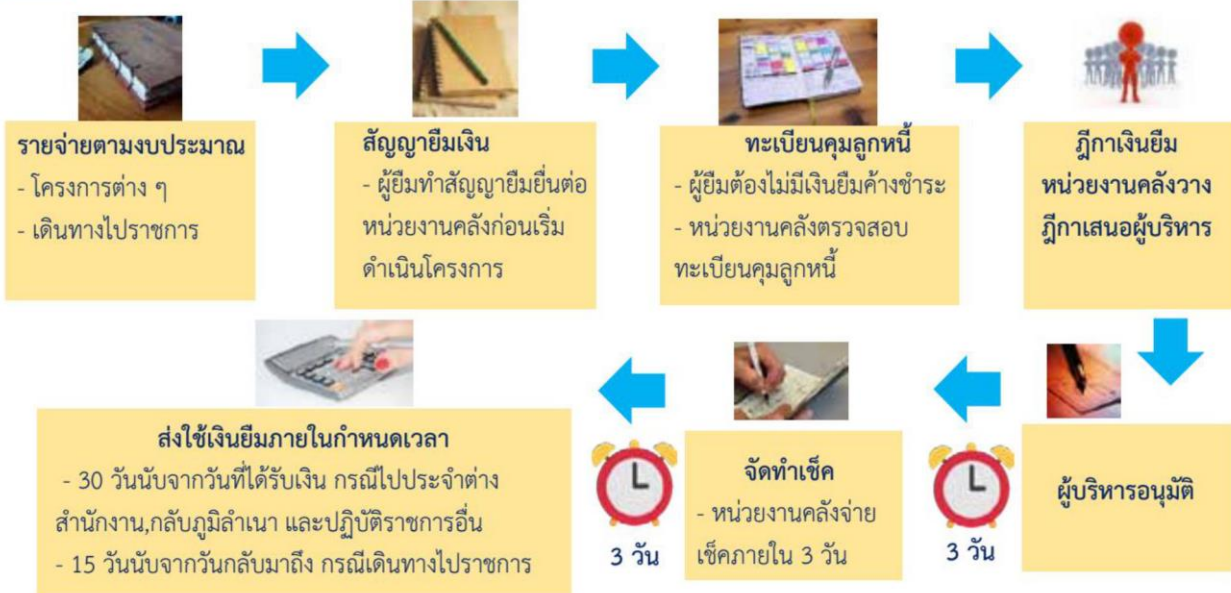 รายจ่ายตามงบประมาณ
- โครงการต่าง ๆ
- เดินทางไปราชการ
สัญญายืมเงิน
- ผู้ยืมทำสัญญายืมยื่นต่อ
หน่วยงานคลังก่อนเริ่ม
ดำเนินโครงการ
ทะเบียนคุมลูกหนี้
- ผู้ยืมต้องไม่มีเงินยืมค้างชำระ
- หน่วยงานคลังตรวจสอบ
ทะเบียนคุมลูกหนี้
ฎีกาเงินยืม
หน่วยงานคลังวาง
ฎีกาเสนอผู้บริหาร
ผู้บริหารอนุมัติ
3 วัน
จัดทำเช็ค
- หน่วยงานคลังจ่าย
เช็คภายใน 3 วัน
3 วัน
ส่งใช้เงินยืมภายในกำหนดเวลา
- 30 วันนับจากวันที่ได้รับเงิน กรณีไปประจำต่าง
สำนักงาน,กลับภูมิลำเนา และปฏิบัติราชการอื่น
- 15 วันนับจากวันกลับมาถึง กรณีเดินทางไปราชการ